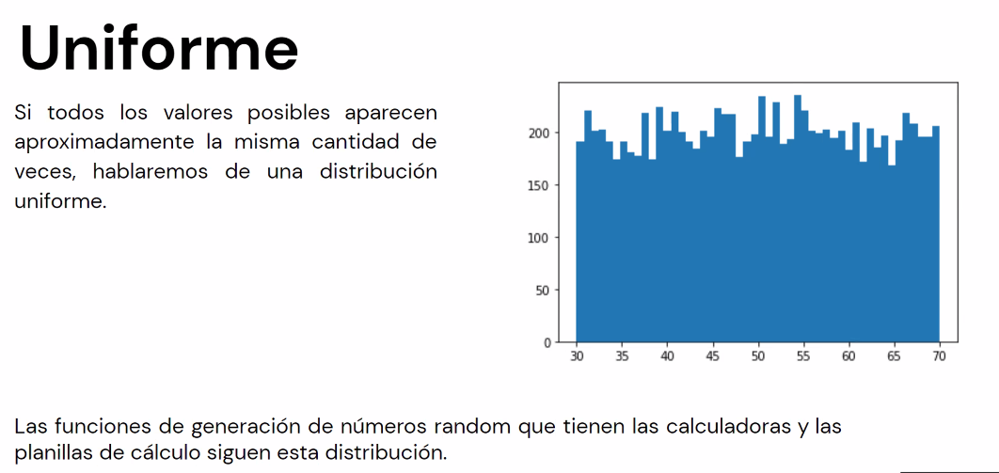 Uniforme
Si todos los valores posibles aparecen
aproximadamente la misma cantidad de
veces, hablaremos de una distribución
uniforme.
200
150
100
50
0
30 35 40 45 50 55 60 65 70
Las funciones de generación de números random que tienen las calculadoras y las
planillas de cálculo siguen esta distribución.